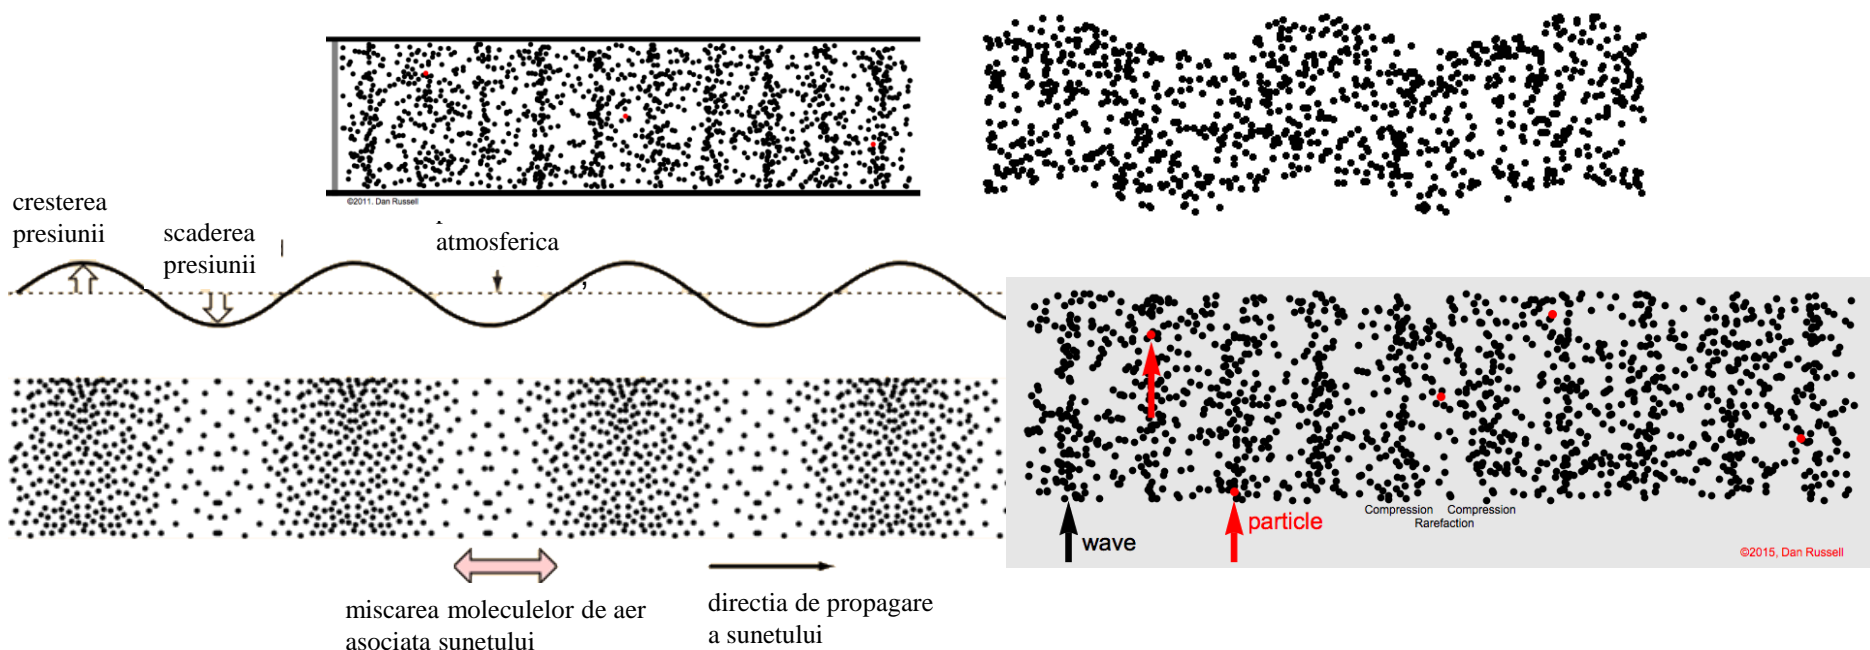 ©2011. Dan Russell
cresterea
presiunii
scaderea
presiunii
atmosferica
Compression Compression
Rarefaction
particle
wave
©2015, Dan Russell
miscarea moleculelor de aer
asociata sunetului
directia de propagare
a sunetului